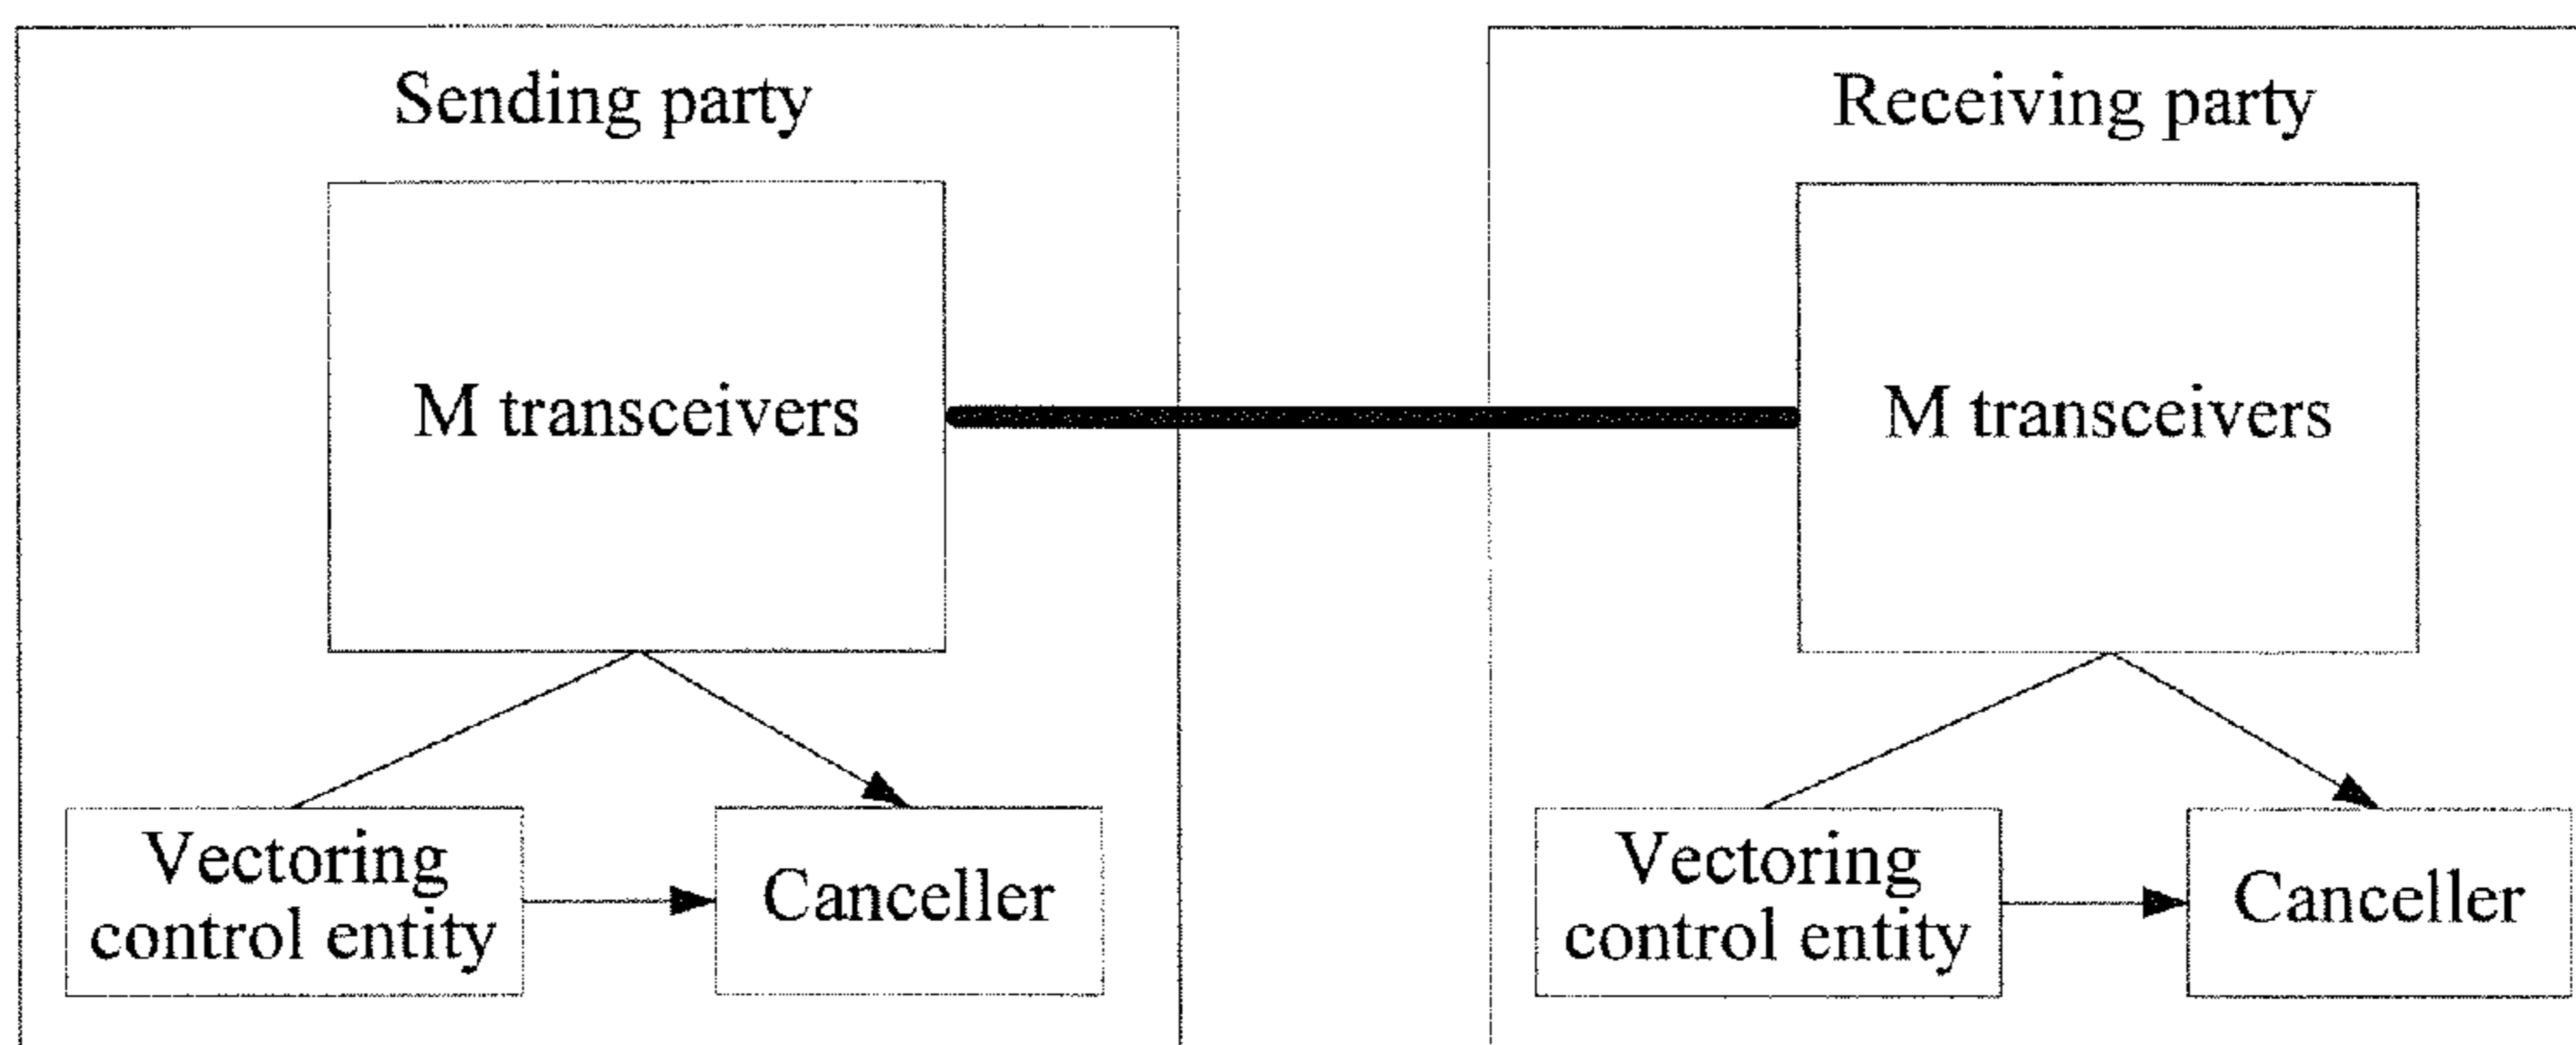 Sending party
M transceivers
Vectoring
control entity
Canceller
Receiving party
M transceivers
Vectoring
control entity
Canceller